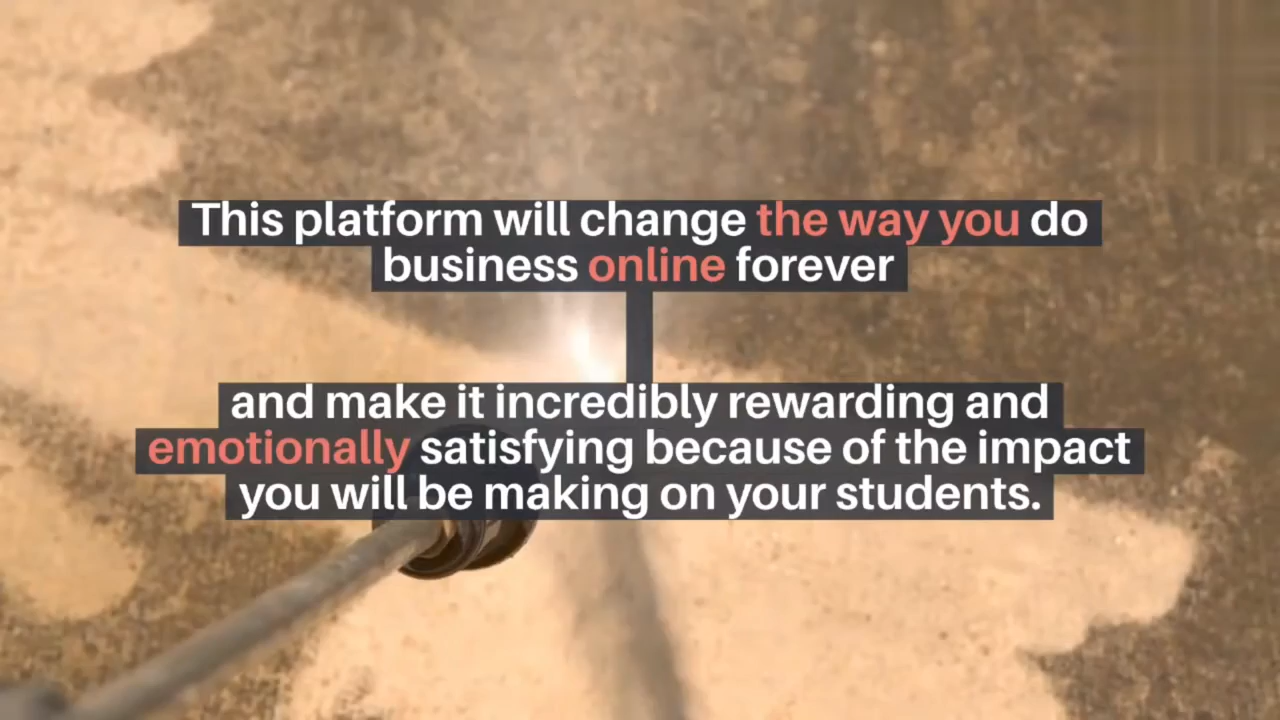 This platform will change the way you do
business online forever
and make it incredibly rewarding and
emotionally satisfying because of the impact
you will be making on your students.